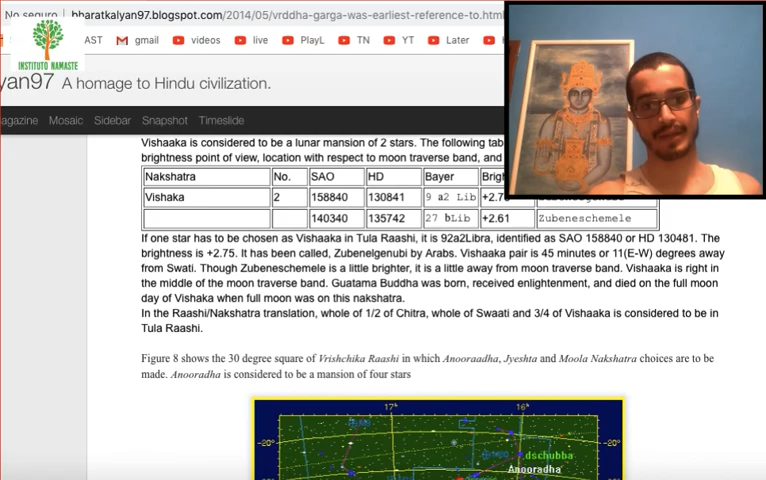 No seguro bharatkalyan97.blogspot.com/2014/05/vrddha-garga-was-earliest-reference-to.html
AST gmail videos live PlayL TN YT Later
INSTITUTO NAMASTE
yan97 A homage to Hindu civilization.
agazine Mosaic Sidebar Snapshot Timeslide
Vishaaka is considered to be a lunar mansion of 2 stars. The following tab
brightness point of view, location with respect to moon traverse band, and
Nakshatra No. SAO HD Bayer Brigh
Vishaka 2 158840 130841 9 a2 Lib +2.75
140340 135742 27 bLib +2.61 Zubeneschemele
If one star has to be chosen as Vishaaka in Tula Raashi, it is 92a2Libra, identified as SAO 158840 or HD 130481. The
brightness is +2.75. It has been called, Zubenelgenubi by Arabs. Vishaaka pair is 45 minutes or 11(E-W) degrees away
from Swati. Though Zubeneschemele is a little brighter, it is a little away from moon traverse band. Vishaaka is right in
the middle of the moon traverse band. Guatama Buddha was born, received enlightenment, and died on the full moon
day of Vishaka when full moon was on this nakshatra.
In the Raashi/Nakshatra translation, whole of 1/2 of Chitra, whole of Swaati and 3/4 of Vishaaka is considered to be in
Tula Raashi.
Figure 8 shows the 30 degree square of Vrishchika Raashi in which Anooraadha, Jyeshta and Moola Nakshatra choices are to be
made. Anooradha is considered to be a mansion of four stars
17h 16h
-20° -20°
dschubba
Anooradha